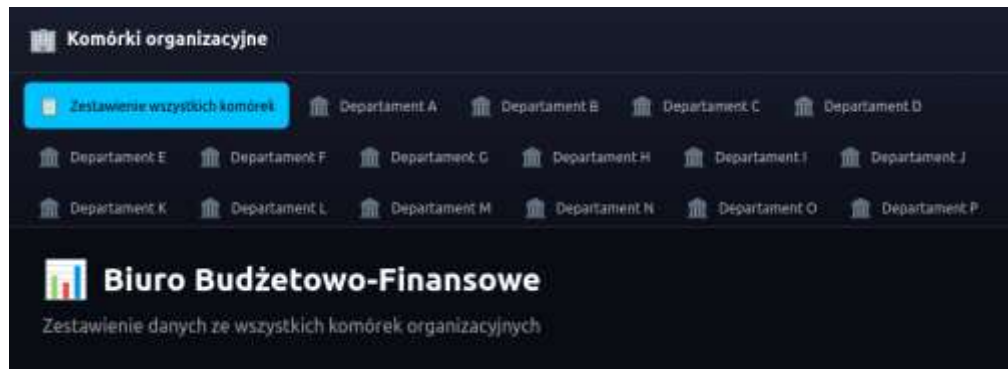 Komórki organizacyjne
Zestawienie wszystkich komórek Departament A Departament B Departament C Departament D
Departament E Departament F Departament G Departament H Departament I Departament J
Departament K Departament L Departament M Departament N Departament O Departament P
Biuro Budżetowo-Finansowe
Zestawienie danych ze wszystkich komórek organizacyjnych